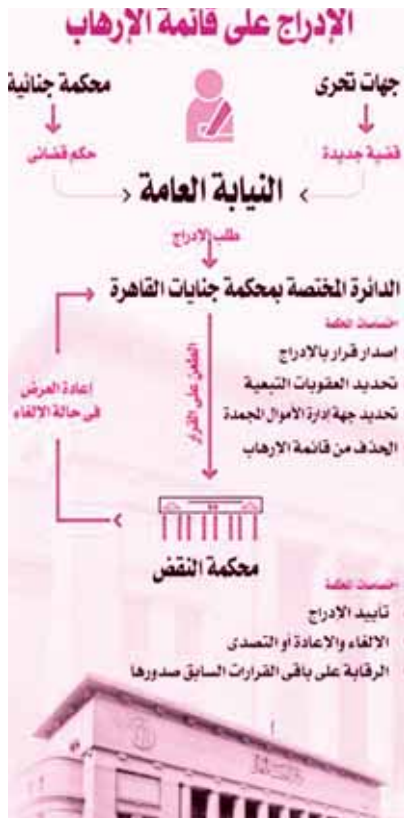 الإدراج على قائمة الإرهاب
جهات تحرى
محكمة جنائية
قضية جديدة
حكم قضائى
النيابة العامة
طلب الإدراج
الدائرة المختصة بمحكمة جنايات القاهرة
اختصاصات المحكمة
إصدار قرار بالادراج
تحديد العقوبات التبعية
تحديد جهة إدارة الأموال المجمدة
الحذف من قائمة الارهاب
الطعن على القرار
إعادة العرض
فى حالة الالغاء
محكمة النقض
اختصاصات المحكمة
تأييد الادراج
الالغاء والاعادة أو التصدى
الرقابة على باقى القرارات السابق صدورها